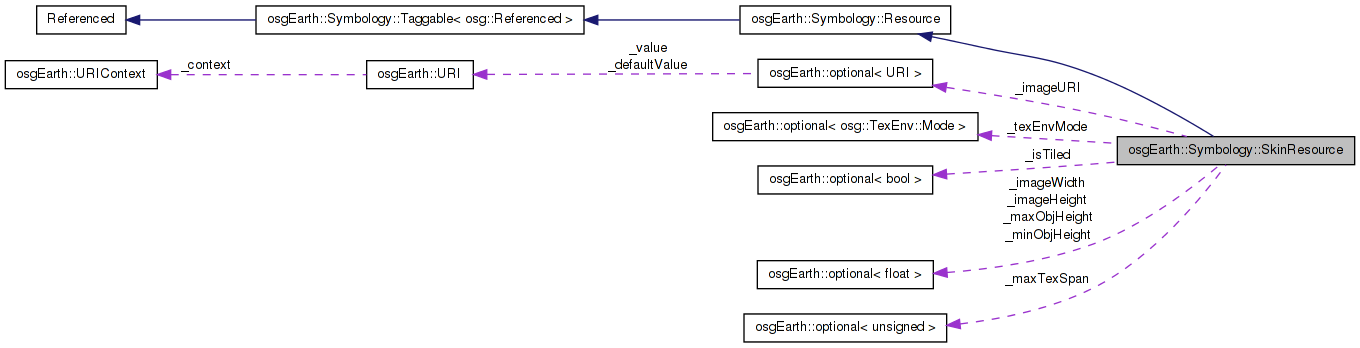 Referenced
osgEarth::Symbology::Taggable< osg::Referenced >
osgEarth::Symbology::Resource
osgEarth::URIContext
_context
osgEarth::URI
_value
_defaultValue
osgEarth::optional< URI >
_imageURI
osgEarth::optional< osg::TexEnv::Mode >
_texEnvMode
osgEarth::Symbology::SkinResource
osgEarth::optional< bool >
_isTiled
_imageWidth
_imageHeight
_maxObjHeight
_minObjHeight
osgEarth::optional< float >
_maxTexSpan
osgEarth::optional< unsigned >